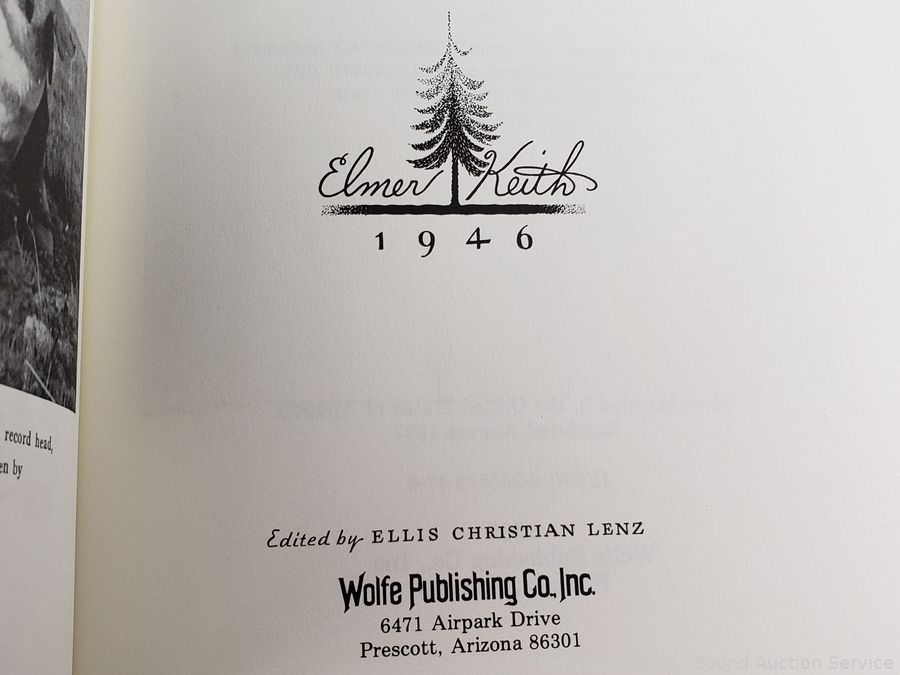 Elmer Keith
1946
record head,
en by
Edited by ELLIS CHRISTIAN LENZ
Wolfe Publishing Co., Inc.
6471 Airpark Drive
Prescott, Arizona 86301
Sound Auction Service